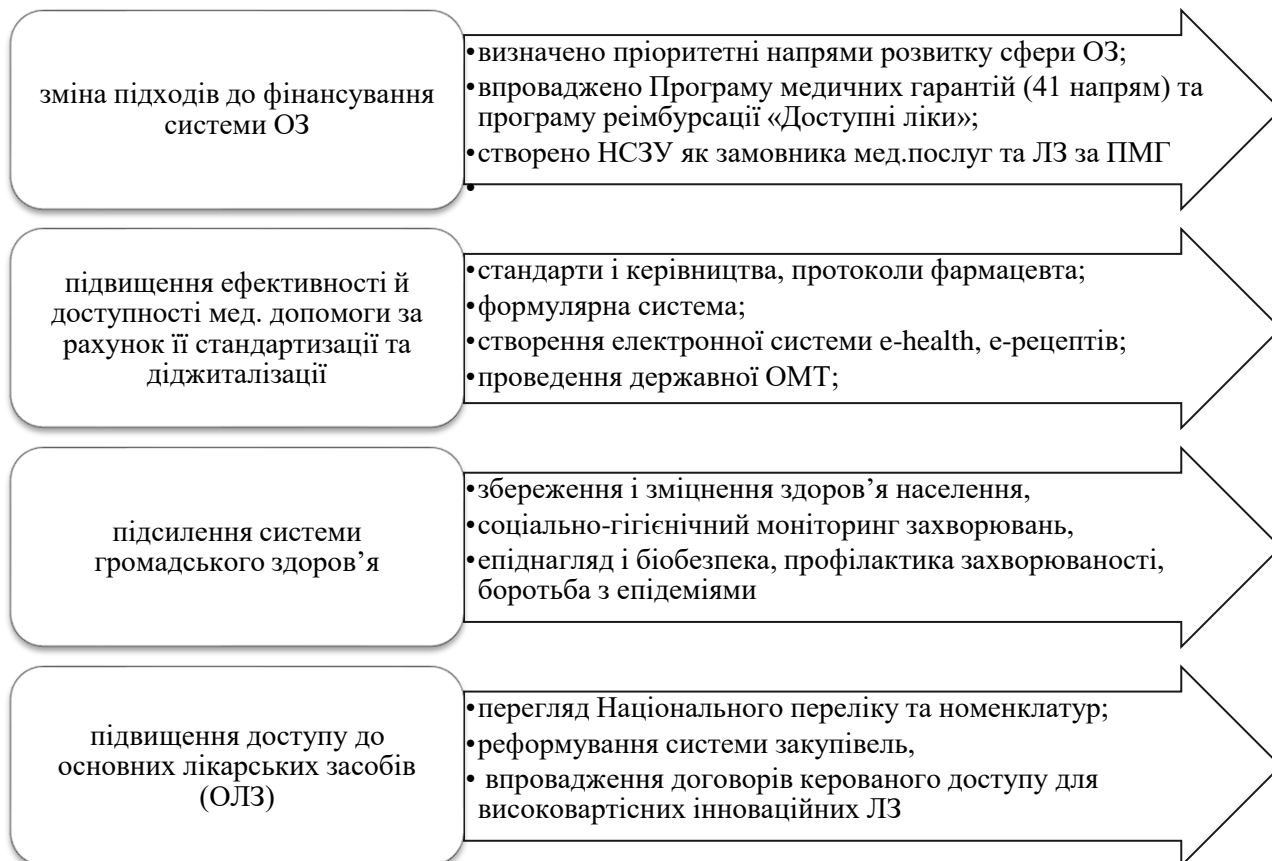 зміна підходів до фінансування
системи ОЗ
•визначено пріоритетні напрями розвитку сфери ОЗ;
•впроваджено Програму медичних гарантій (41 напрям) та
програму реімбурсації «Доступні ліки»;
•створено НСЗУ як замовника мед.послуг та ЛЗ за ПМГ
•
підвищення ефективності й
доступності мед. допомоги за
рахунок її стандартизації та
діджиталізації
•стандарти і керівництва, протоколи фармацевта;
•формулярна система;
•створення електронної системи e-health, е-рецептів;
•проведення державної ОМТ;
підсилення системи
громадського здоров’я
•збереження і зміцнення здоров’я населення,
•соціально-гігієнічний моніторинг захворювань,
•епіднагляд і біобезпека, профілактика захворюваності,
боротьба з епідеміями
підвищення доступу до
основних лікарських засобів
(ОЛЗ)
•перегляд Національного переліку та номенклатур;
•реформування системи закупівель,
• впровадження договорів керованого доступу для
високовартісних інноваційних ЛЗ